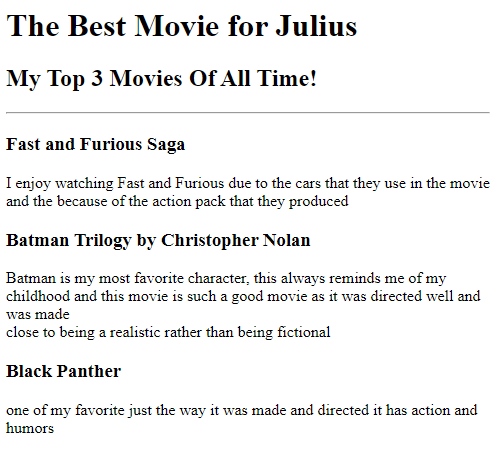 The Best Movie for Julius
My Top 3 Movies Of All Time!
Fast and Furious Saga
I enjoy watching Fast and Furious due to the cars that they use in the movie
and the because of the action pack that they produced
Batman Trilogy by Christopher Nolan
Batman is my most favorite character, this always reminds me of my
childhood and this movie is such a good movie as it was directed well and
was made
close to being a realistic rather than being fictional
Black Panther
one of my favorite just the way it was made and directed it has action and
humors